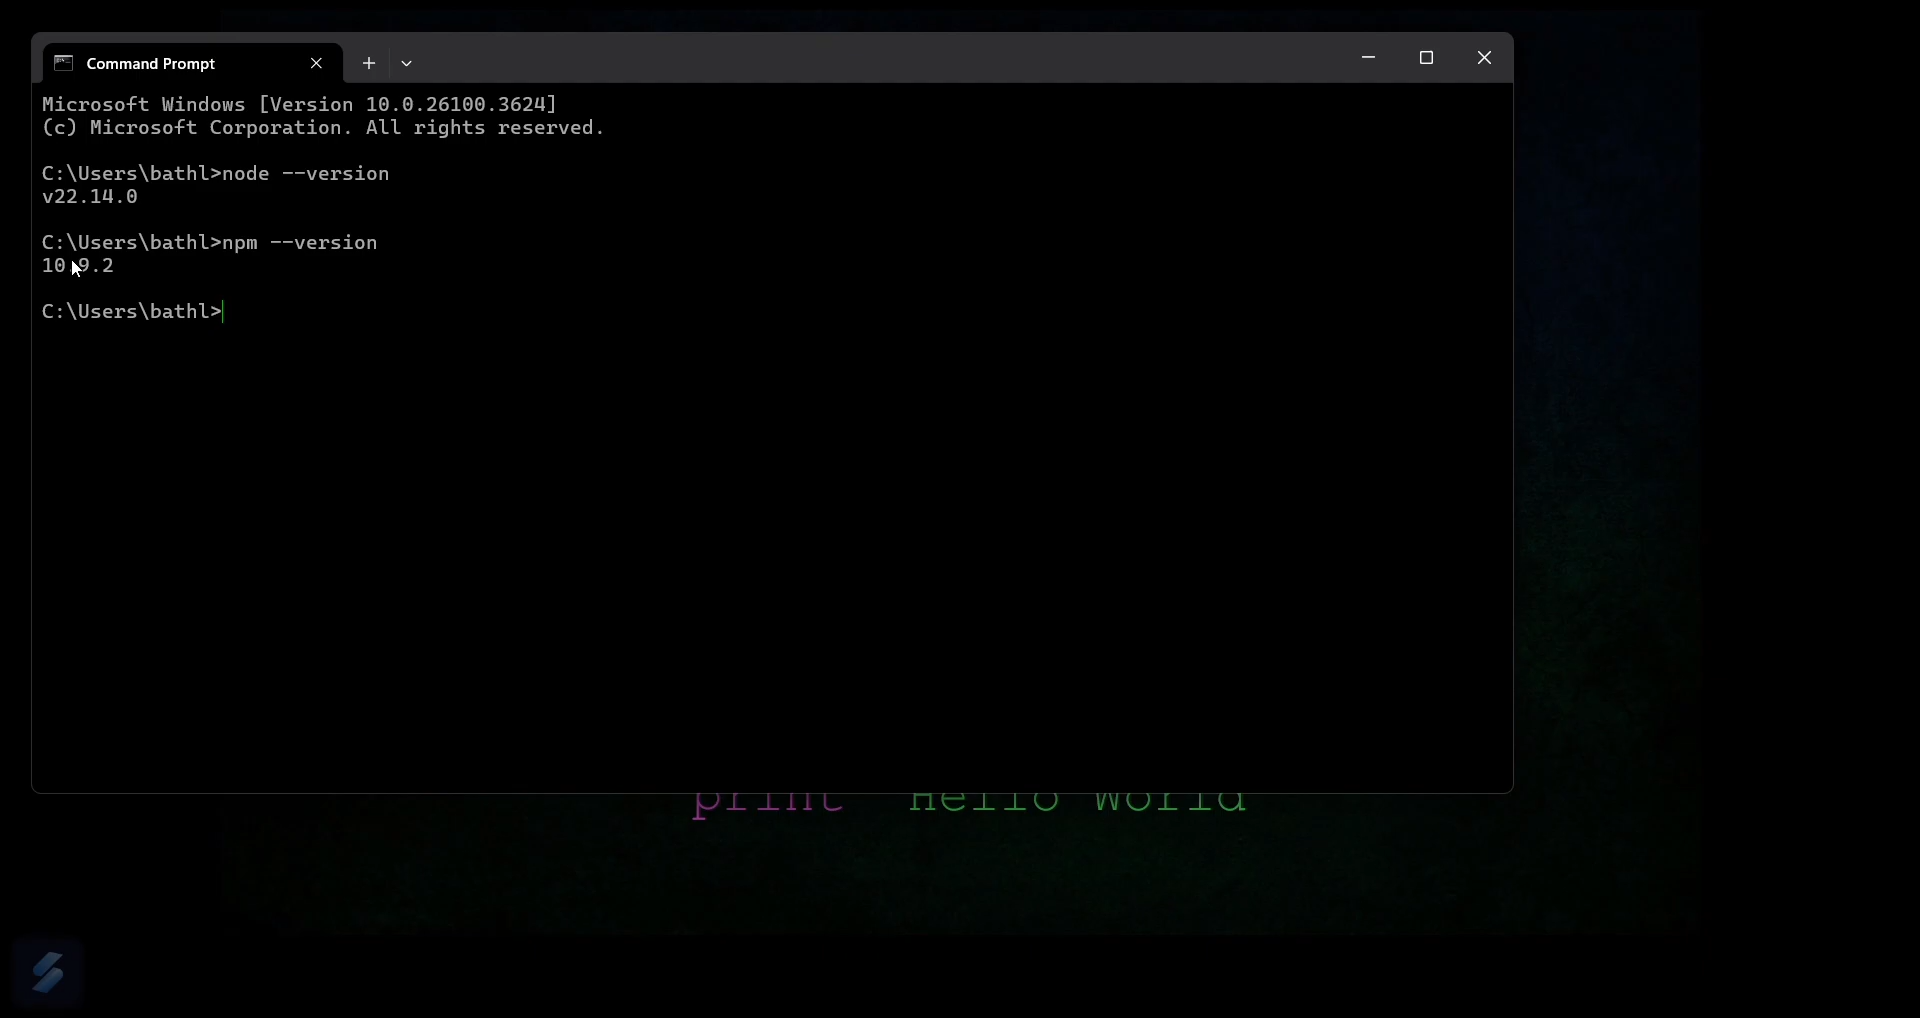 Command Prompt
Microsoft Windows [Version 10.0.26100.3624]
(c) Microsoft Corporation. All rights reserved.
C:\Users\bathl>node --version
v22.14.0
C:\Users\bathl>npm --version
10.9.2
C:\Users\bathl>
print Hello World